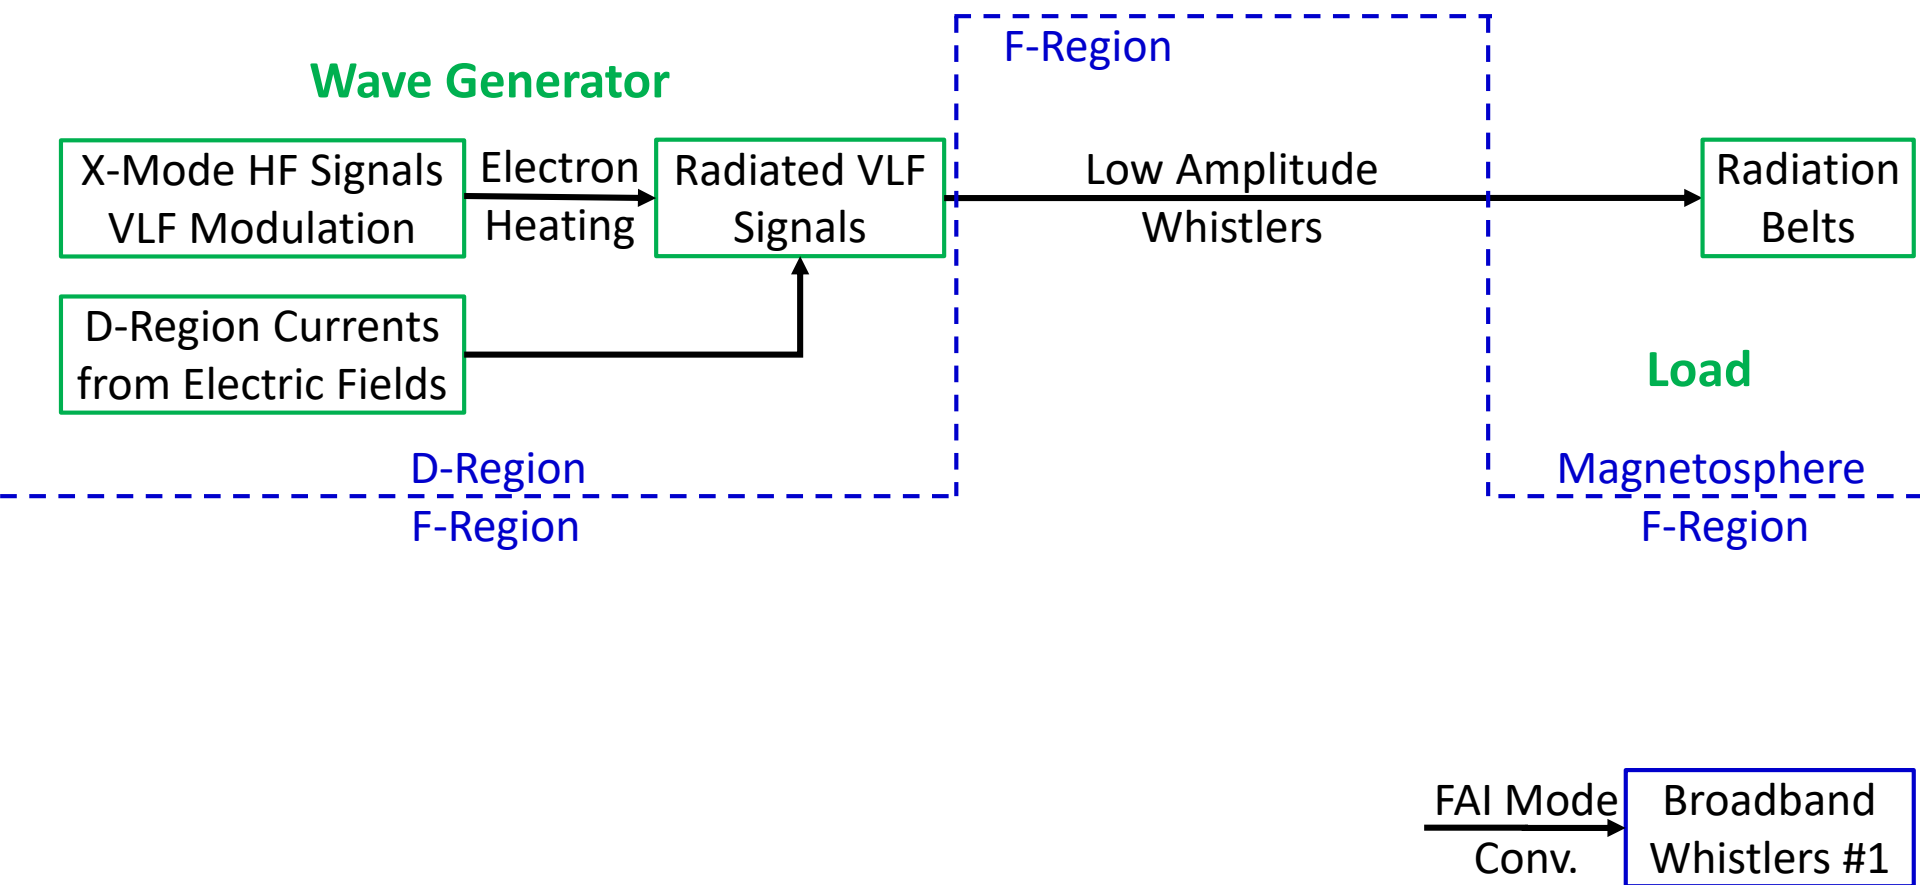 F-Region
Wave Generator
X-Mode HF Signals
VLF Modulation
Electron
Heating
Radiated VLF
Signals
Low Amplitude
Whistlers
Radiation
Belts
D-Region Currents
from Electric Fields
Load
D-Region
F-Region
Magnetosphere
F-Region
FAI Mode
Conv.
Broadband
Whistlers #1